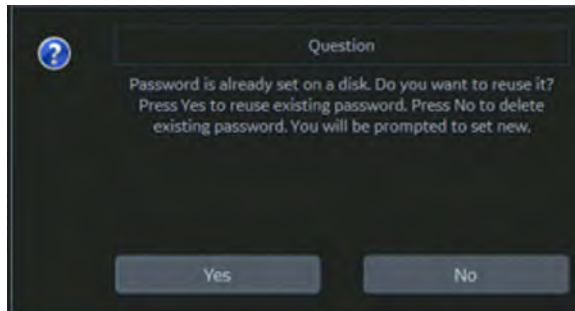 Question
Password is already set on a disk. Do you want to reuse it?
Press Yes to reuse existing password. Press No to delete
existing password. You will be prompted to set new.
Yes
No